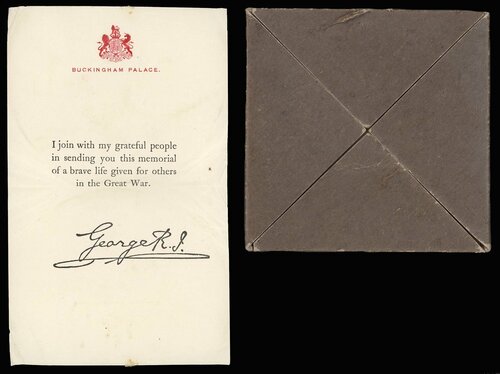 BUCKINGHAM PALACE.
I join with my grateful people
in sending you this memorial
of a brave life given for others
in the Great War.
George R.I.